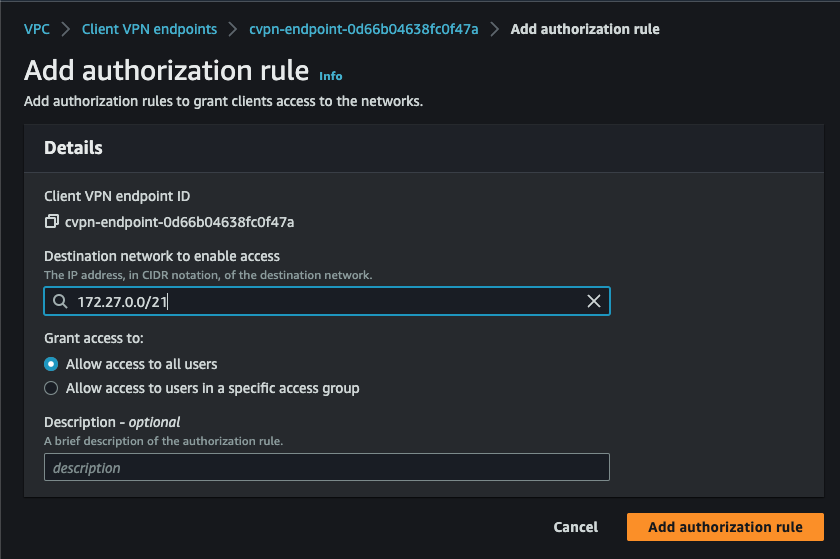 VPC > Client VPN endpoints > cvpn-endpoint-0d66b04638fc0f47a > Add authorization rule
Add authorization rule Info
Add authorization rules to grant clients access to the networks.
Details
Client VPN endpoint ID
cvpn-endpoint-0d66b04638fc0f47a
Destination network to enable access
The IP address, in CIDR notation, of the destination network.
172.27.0.0/21
Grant access to:
Allow access to all users
Allow access to users in a specific access group
Description - optional
A brief description of the authorization rule.
description
Cancel Add authorization rule